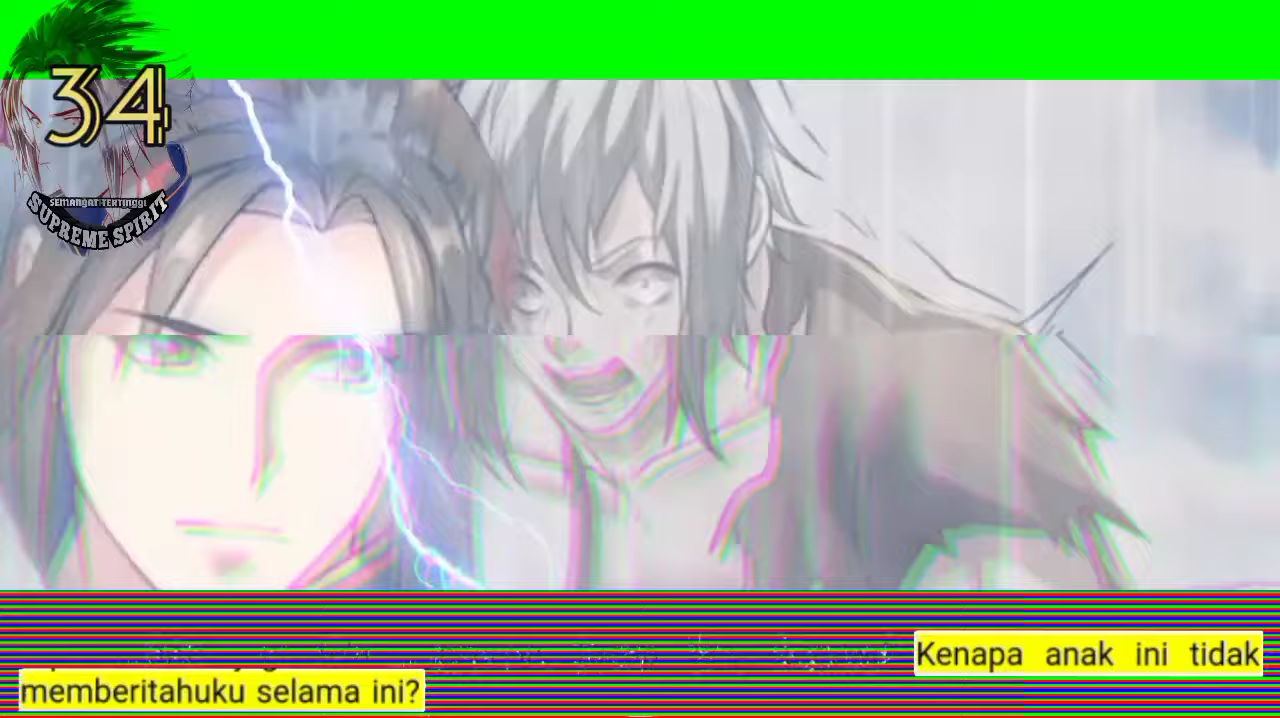 34
SEMANGAT TERTINGGI
SUPREME SPIRIT
Kenapa anak ini tidak
memberitahuku selama ini?